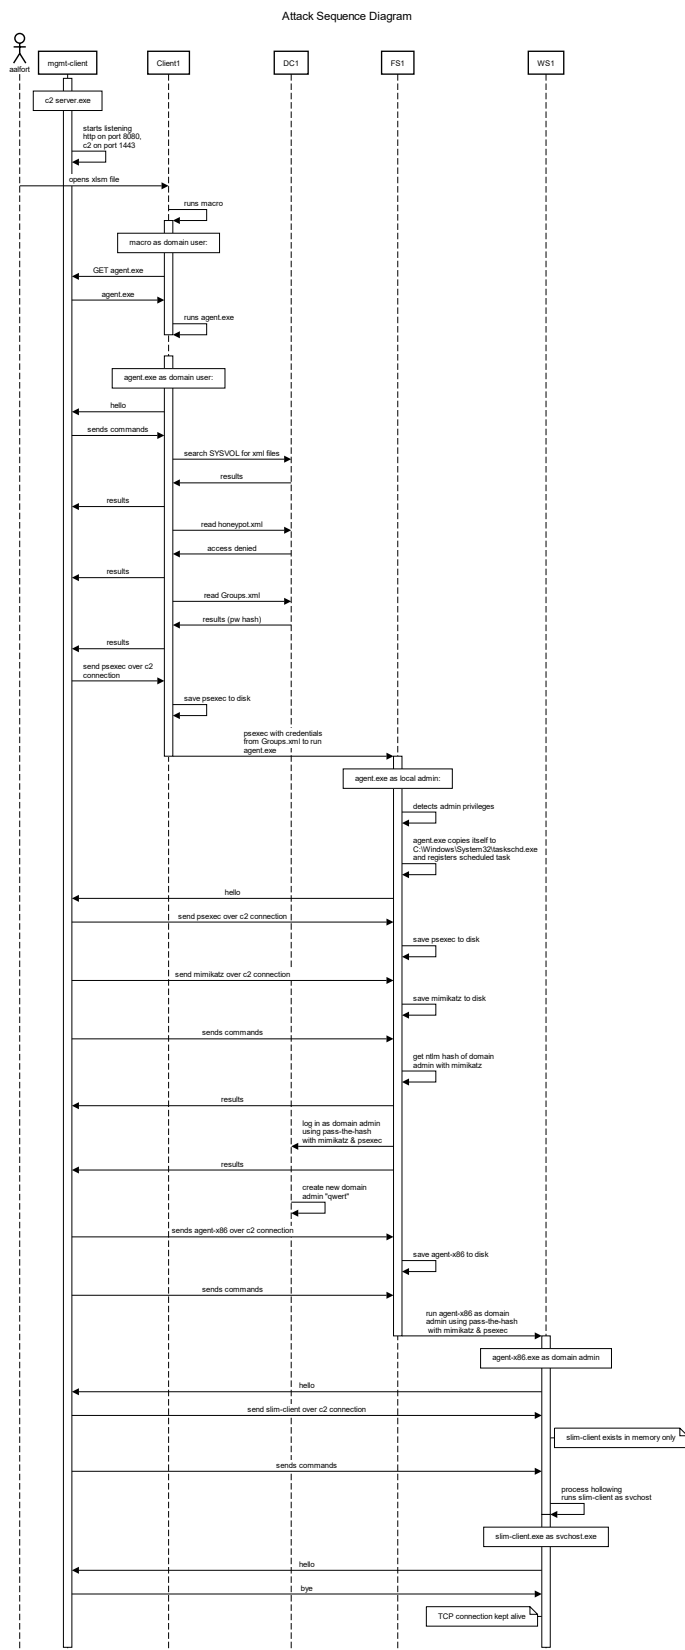 Attack Sequence Diagram
aalfort
mgmt-client
Client1
DC1
FS1
WS1
c2 server.exe
starts listening
http on port 8080,
c2 on port 1443
opens xlsm file
runs macro
macro as domain user:
GET agent.exe
agent.exe
runs agent.exe
agent.exe as domain user:
hello
sends commands
search SYSVOL for xml files
results
results
read honeypot.xml
access denied
results
read Groups.xml
results (pw hash)
results
send psexec over c2
connection
save psexec to disk
psexec with credentials
from Groups.xml to run
agent.exe
agent.exe as local admin:
detects admin privileges
agent.exe copies itself to
C:\Windows\System32\taskschd.exe
and registers scheduled task
hello
send psexec over c2 connection
save psexec to disk
send mimikatz over c2 connection
save mimikatz to disk
sends commands
get ntlm hash of domain
admin with mimikatz
results
log in as domain admin
using pass-the-hash
with mimikatz & psexec
results
create new domain
admin "qwert"
sends agent-x86 over c2 connection
save agent-x86 to disk
sends commands
run agent-x86 as domain
admin using pass-the-hash
with mimikatz & psexec
agent-x86.exe as domain admin
hello
send slim-client over c2 connection
slim-client exists in memory only
sends commands
process hollowing
runs slim-client as svchost
slim-client.exe as svchost.exe
hello
bye
TCP connection kept alive